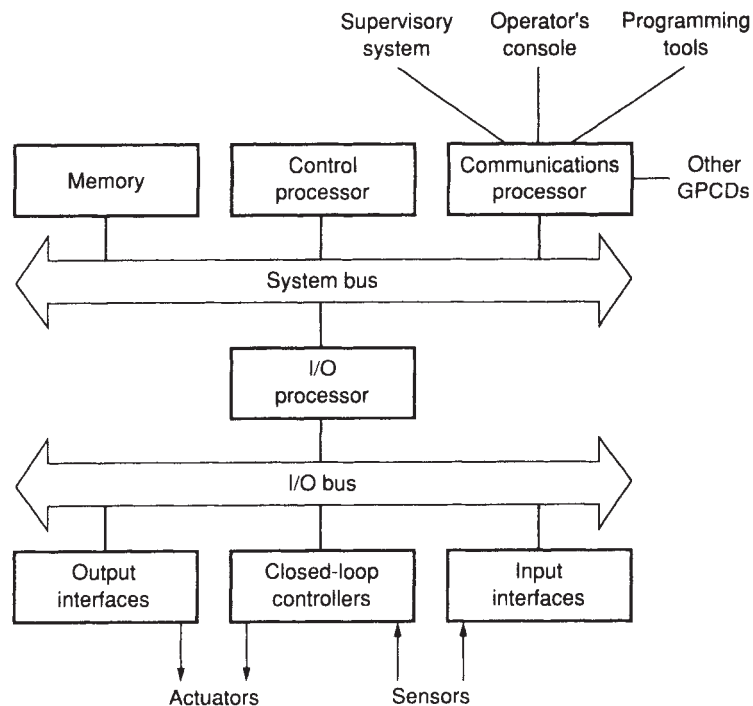 Supervisory
system
Operator's
console
Programming
tools
Memory
Control
processor
Communications
processor
Other
GPCDs
System bus
I/O
processor
I/O bus
Output
interfaces
Closed-loop
controllers
Input
interfaces
Actuators
Sensors